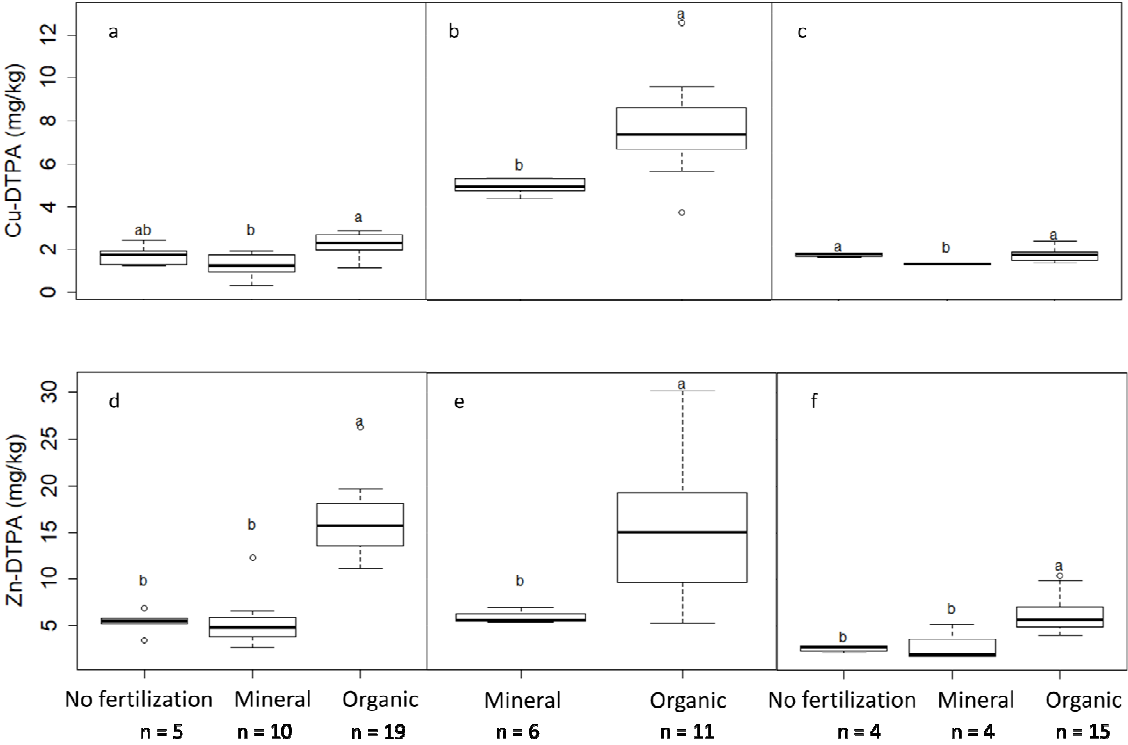 Cu-DTPA (mg/kg)
12
10
8
6
4
2
0
a
ab
b
a
b
b
a
c
a
b
a
Zn-DTPA (mg/kg)
30
25
20
15
10
5
d
b
b
a
e
b
a
f
b
b
a
No fertilization Mineral Organic Mineral Organic No fertilization Mineral Organic
n = 5 n = 10 n = 19 n = 6 n = 11 n = 4 n = 4 n = 15